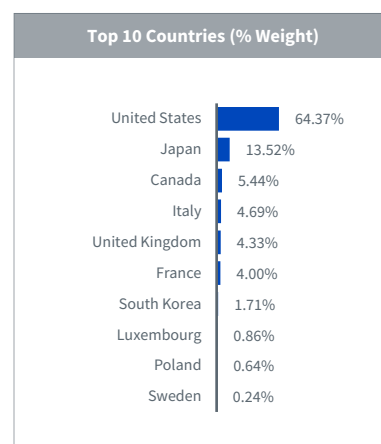 Top 10 Countries (% Weight)
United States 64.37%
Japan 13.52%
Canada 5.44%
Italy 4.69%
United Kingdom 4.33%
France 4.00%
South Korea 1.71%
Luxembourg 0.86%
Poland 0.64%
Sweden 0.24%